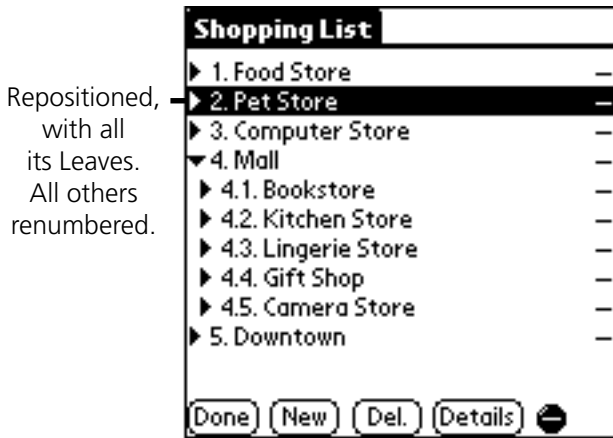 Shopping List
1. Food Store
Repositioned,
with all
its Leaves.
All others
renumbered.
2. Pet Store
3. Computer Store
4. Mall
4.1. Bookstore
4.2. Kitchen Store
4.3. Lingerie Store
4.4. Gift Shop
4.5. Camera Store
5. Downtown
Done New Del. Details